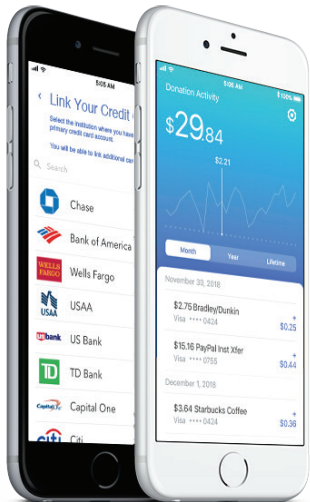 5:05 AM
Link Your Credit
Select the institution where you have
primary credit card account.
You will be able to link additional car
Search
Chase
Bank of America
WELLS
FARGO
Wells Fargo
USAA
USAA
usbank
US Bank
TD
TD Bank
Capital One
Capital One
citi
Citi
5:05 AM
100%
Donation Activity
$29.84
$2.21
Month
Year
Lifetime
November 30, 2016
$2.75 Bradley/Dunkin
Visa •••• 0424
+
$0.25
$15.16 PayPal Inst Xfer
Visa •••• 0755
+
$0.44
December 1, 2016
$3.64 Starbucks Coffee
Visa •••• 0424
+
$0.36